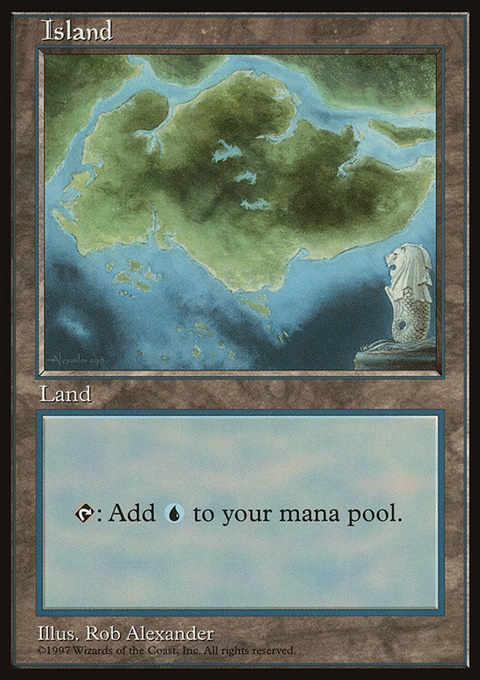 Island
Land
: Add to your mana pool.
Illus. Rob Alexander
©1997 Wizards of the Coast, Inc. All rights reserved.